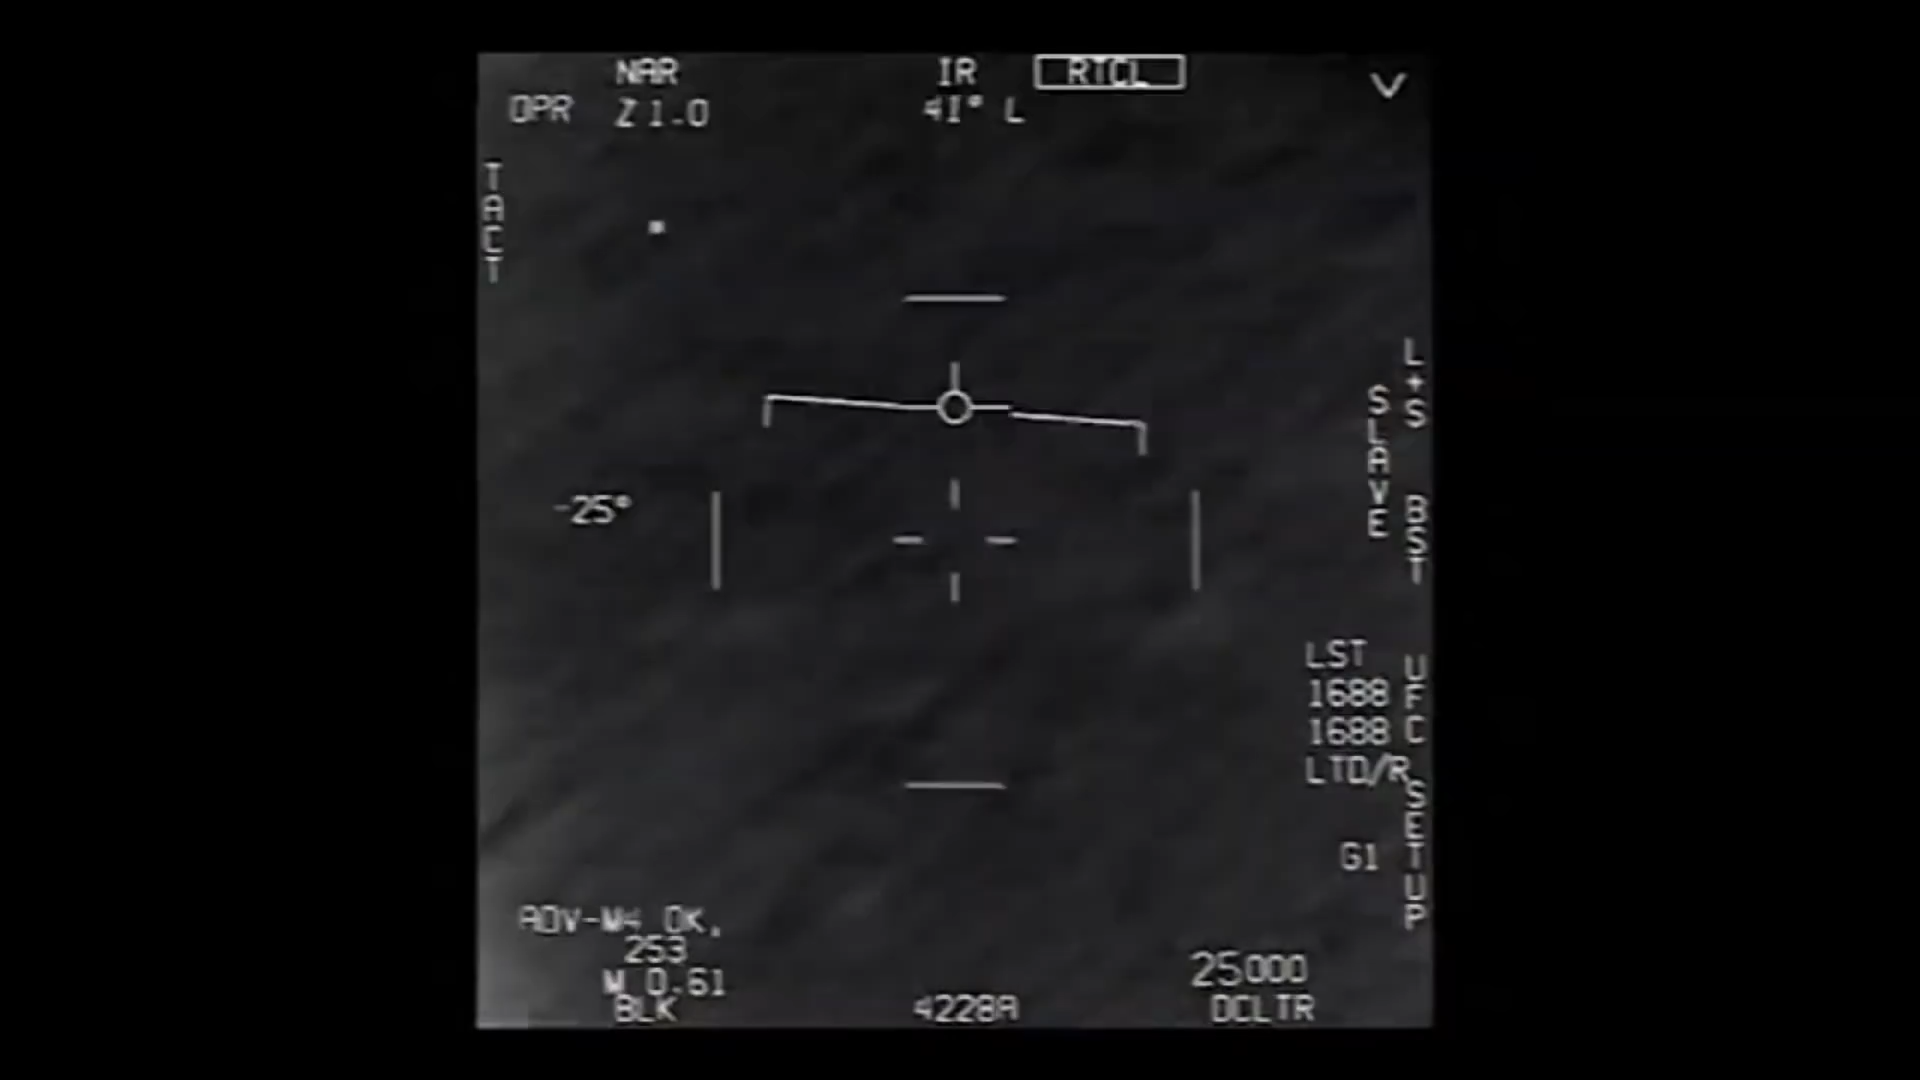 NAR IR RTCL
OPR Z 1.0 41° L
TACT
L+S
SLAVE
-25°
BST
LST
1688
1688
UFC
LTD/R
SETUP
G1
ADV-M4 OK,
253
M 0.61
25000
BLK 4228A DCLTR